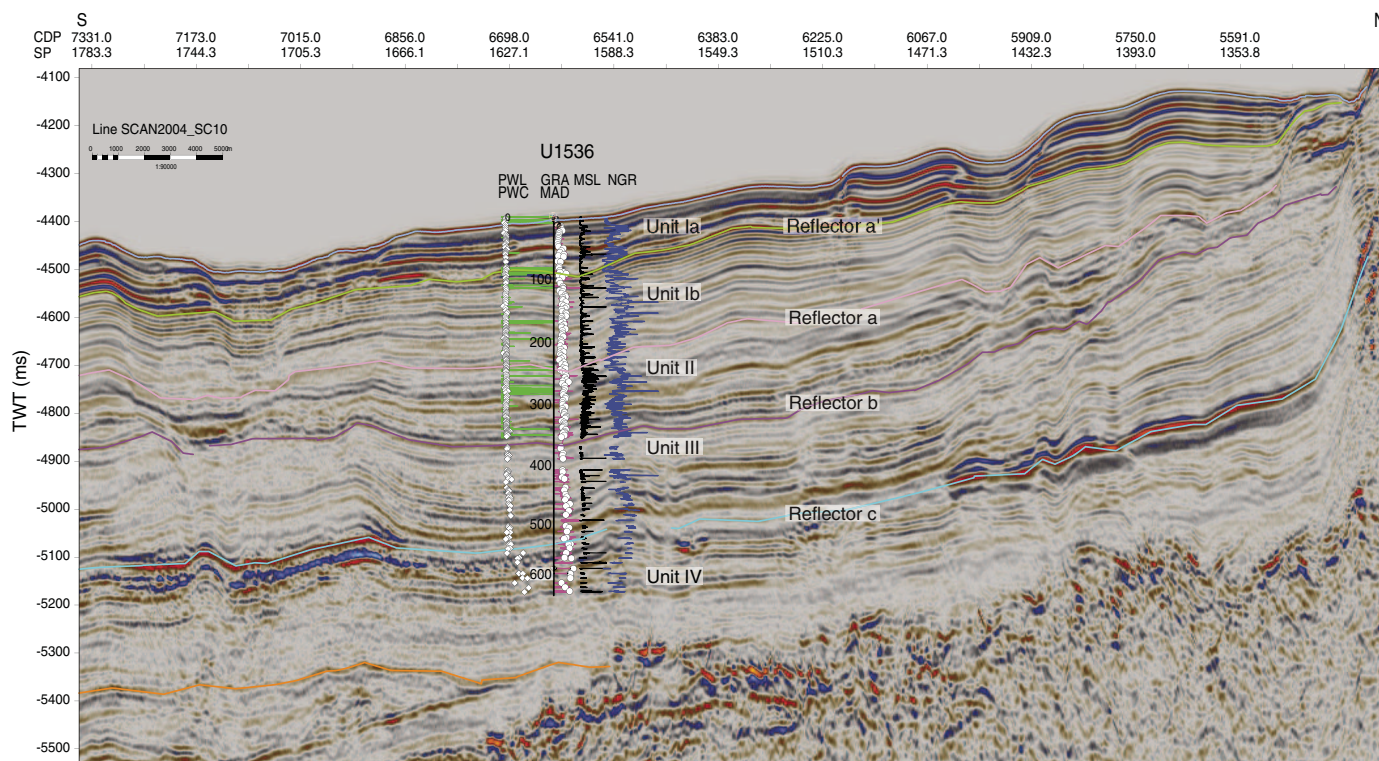 S N
CDP 7331.0 7173.0 7015.0 6856.0 6698.0 6541.0 6383.0 6225.0 6067.0 5909.0 5750.0 5591.0
SP 1783.3 1744.3 1705.3 1666.1 1627.1 1588.3 1549.3 1510.3 1471.3 1432.3 1393.0 1353.8
-4100
Line SCAN2004_SC10
-4200
0 1000 2000 3000 4000 5000m
1:90000
U1536
-4300
PWL GRA MSL NGR
PWC MAD
-4400
0
Unit Ia
Reflector a'
-4500
100
Unit Ib
-4600
Reflector a
200
-4700
Unit II
TWT (ms)
-4800
300
Reflector b
-4900
Unit III
400
-5000
Reflector c
500
-5100
600
Unit IV
-5200
-5300
-5400
-5500